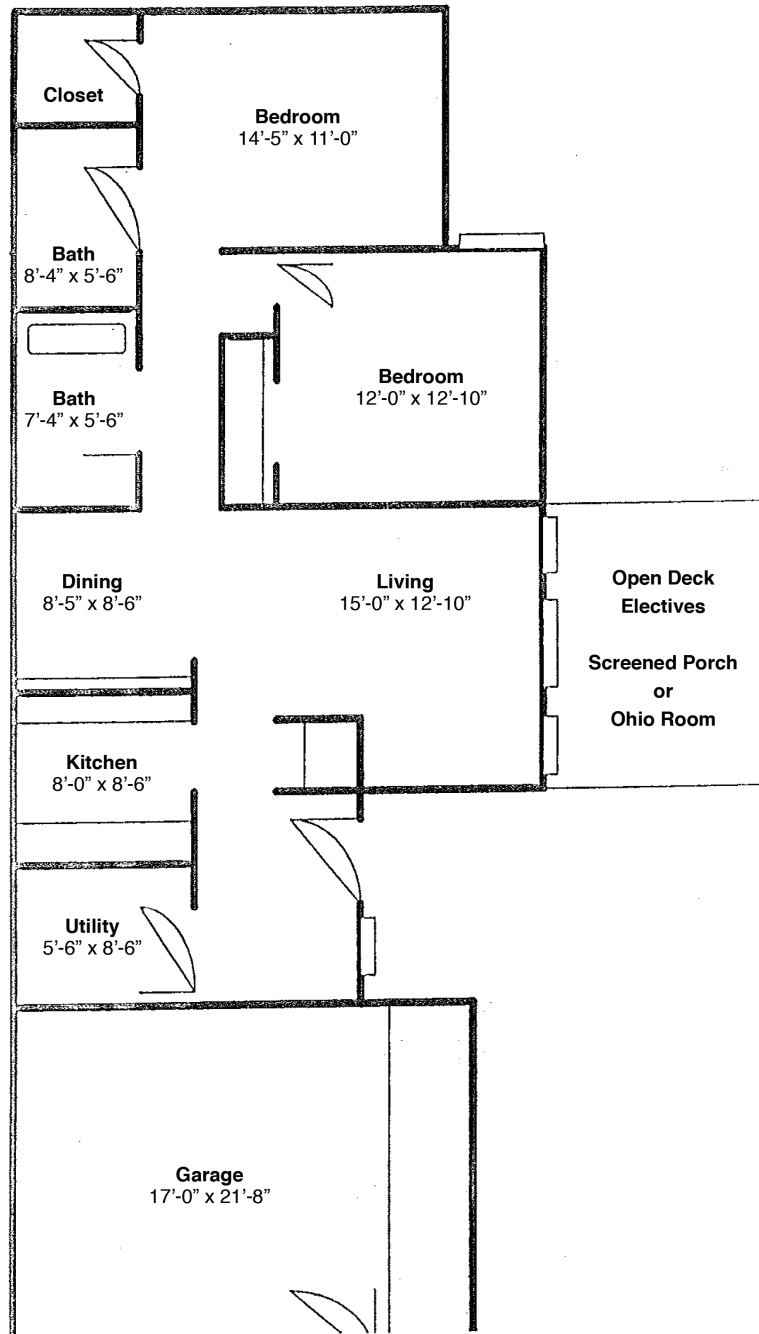 Closet
Bedroom
14'-5” x 11'-0”
Bath
8'-4” x 5'-6”
Bedroom
12'-0” x 12'-10”
Bath
7'-4” x 5'-6”
Dining
8'-5” x 8'-6”
Living
15'-0” x 12'-10”
Open Deck
Electives
Screened Porch
or
Ohio Room
Kitchen
8'-0” x 8'-6”
Utility
5'-6” x 8'-6”
Garage
17'-0” x 21'-8”